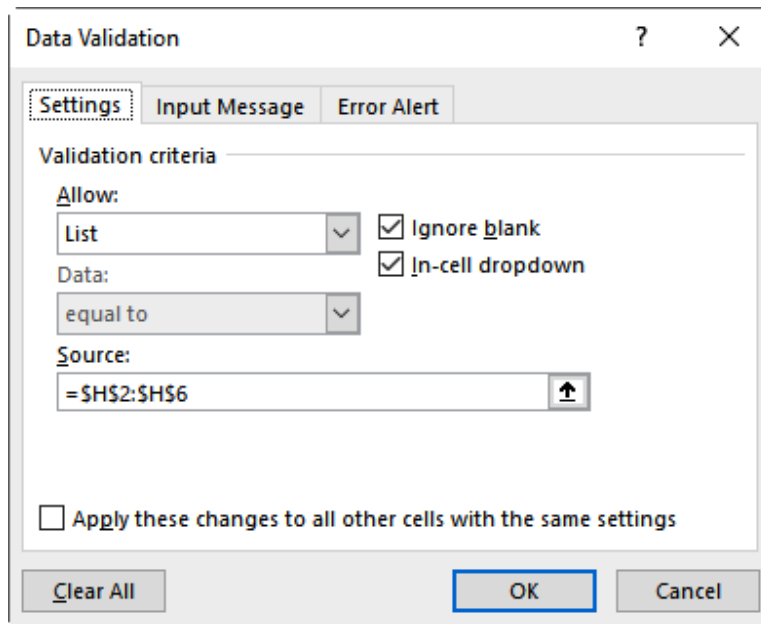 Data Validation ?
Settings Input Message Error Alert
Validation criteria
Allow:
List
Ignore blank
Data:
In-cell dropdown
equal to
Source:
=$H$2:$H$6
Apply these changes to all other cells with the same settings
Clear All OK Cancel